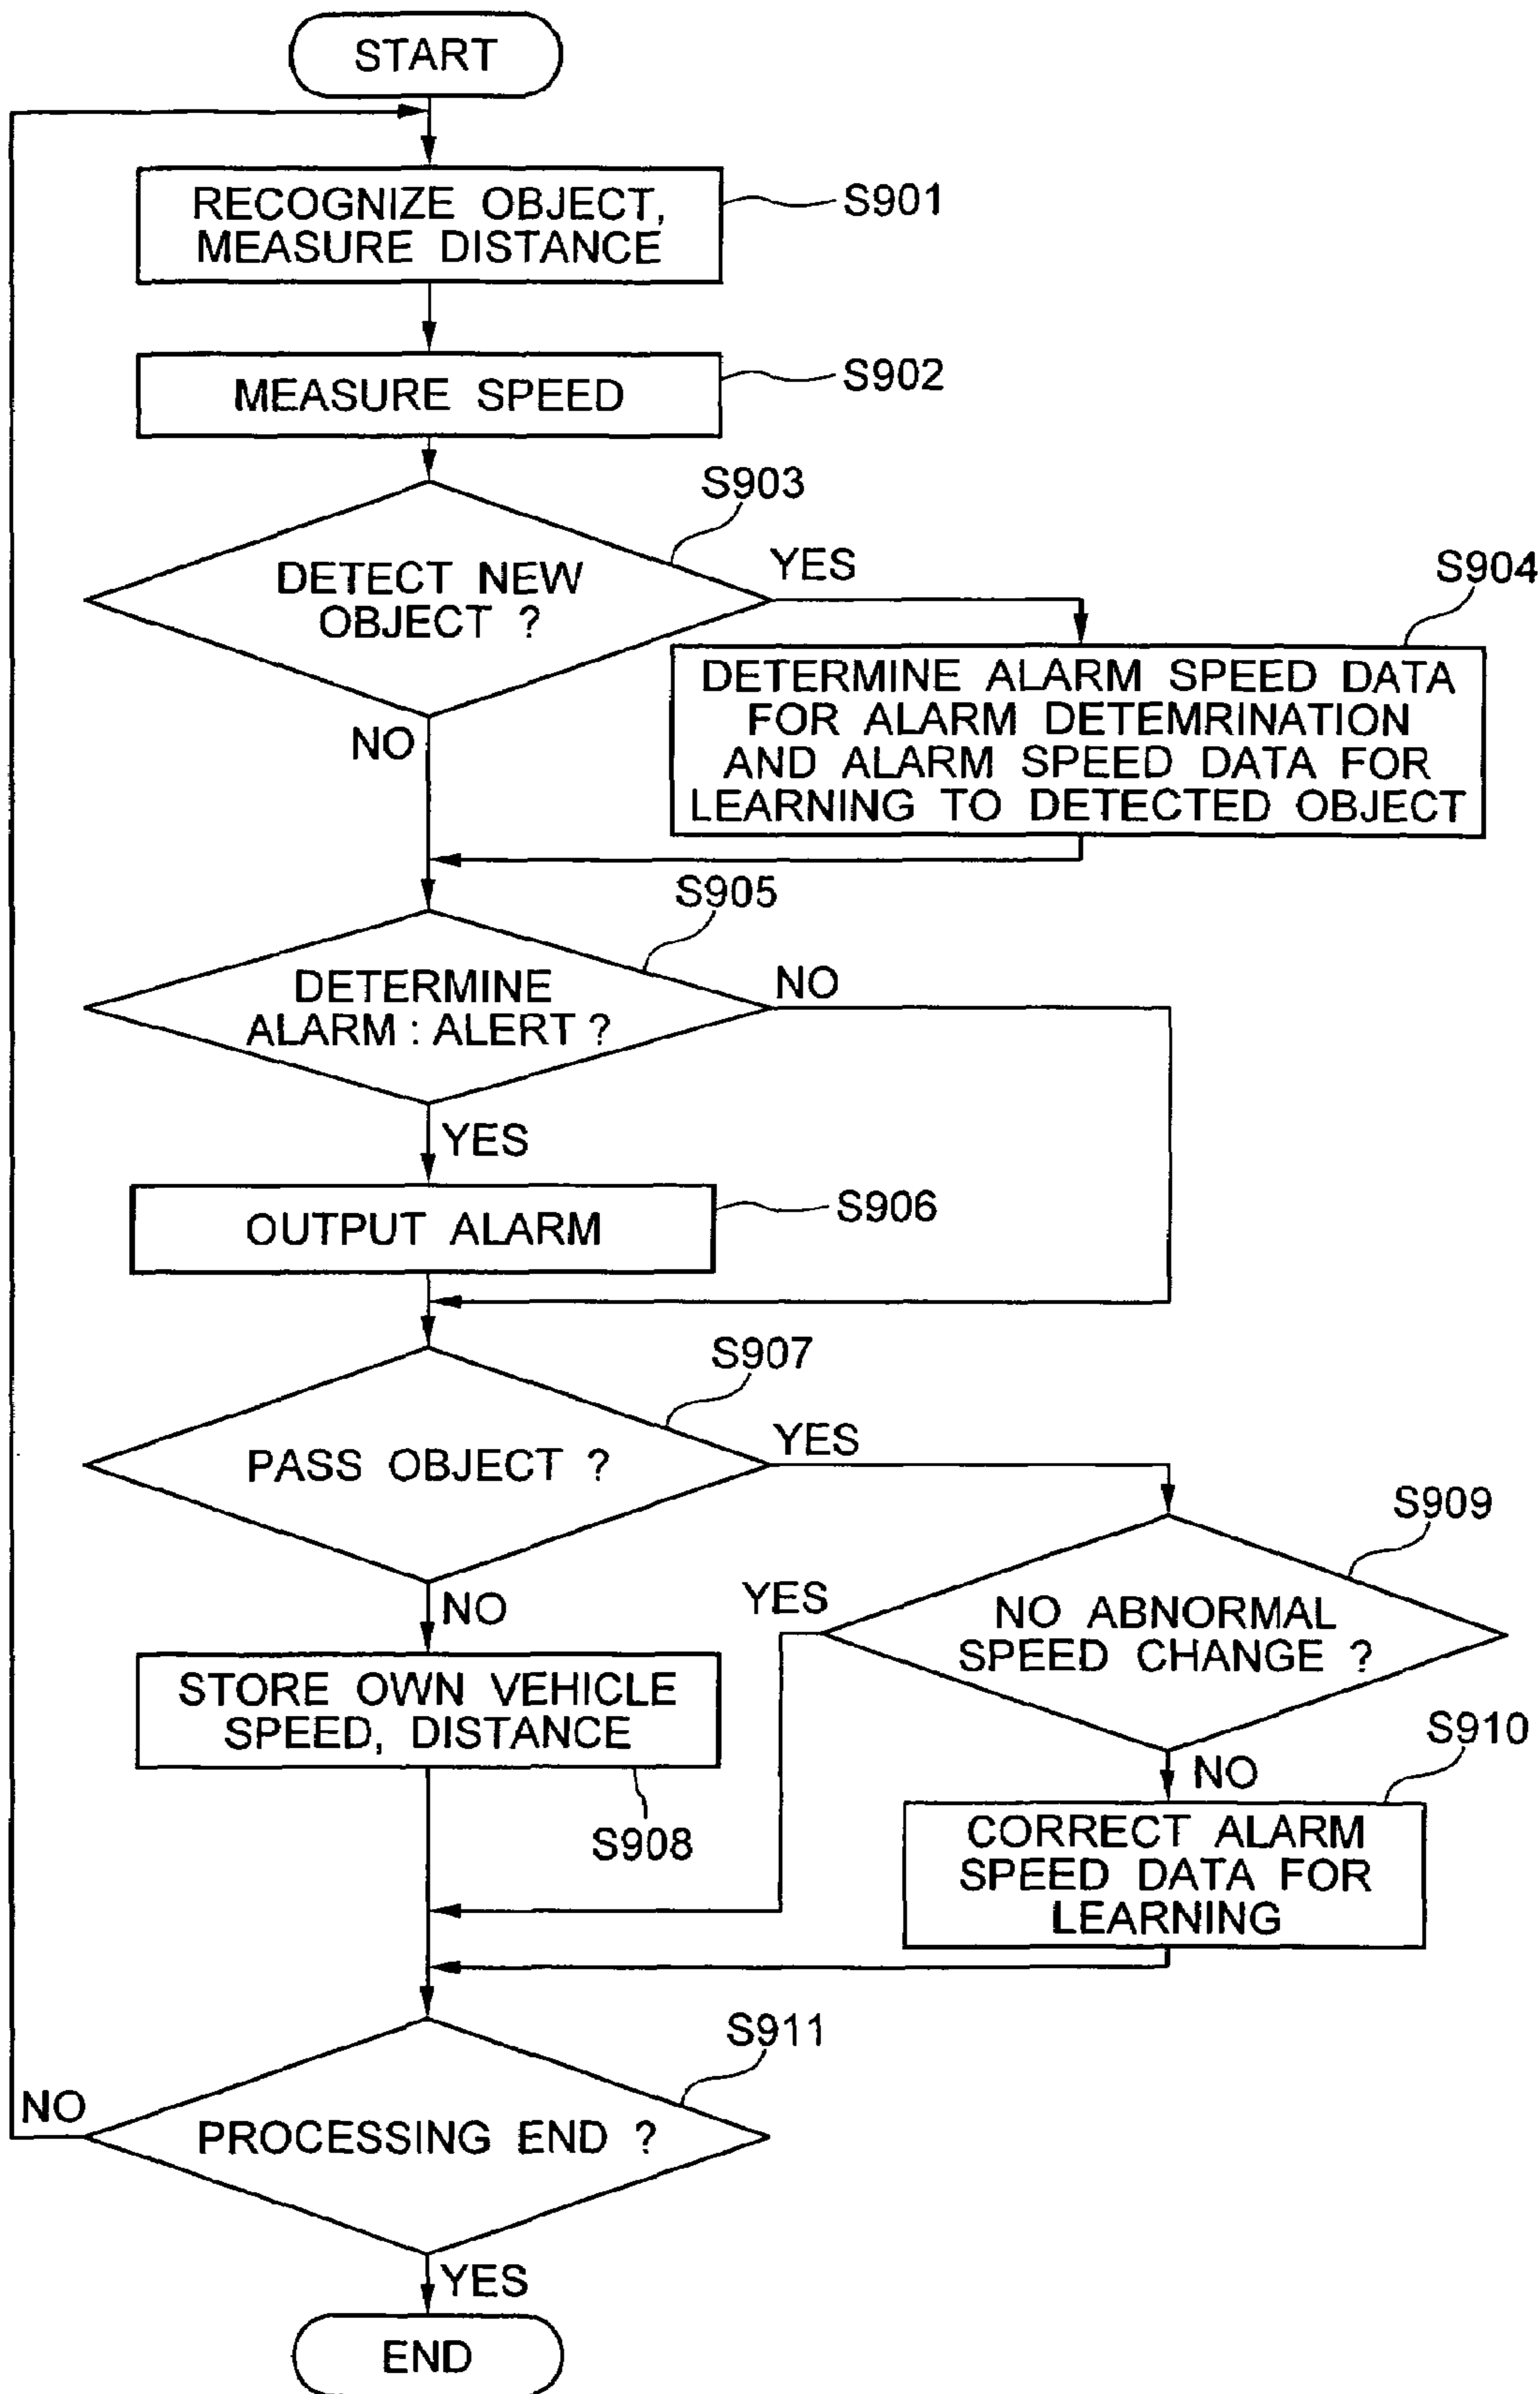 START
RECOGNIZE OBJECT,
MEASURE DISTANCE
S901
MEASURE SPEED
S902
S903
DETECT NEW
OBJECT ?
YES
NO
S904
DETERMINE ALARM SPEED DATA
FOR ALARM DETEMRINATION
AND ALARM SPEED DATA FOR
LEARNING TO DETECTED OBJECT
S905
DETERMINE
ALARM : ALERT ?
NO
YES
OUTPUT ALARM
S906
S907
PASS OBJECT ?
YES
NO
S909
NO ABNORMAL
SPEED CHANGE ?
YES
NO
STORE OWN VEHICLE
SPEED, DISTANCE
S908
S910
CORRECT ALARM
SPEED DATA FOR
LEARNING
S911
PROCESSING END ?
NO
YES
END